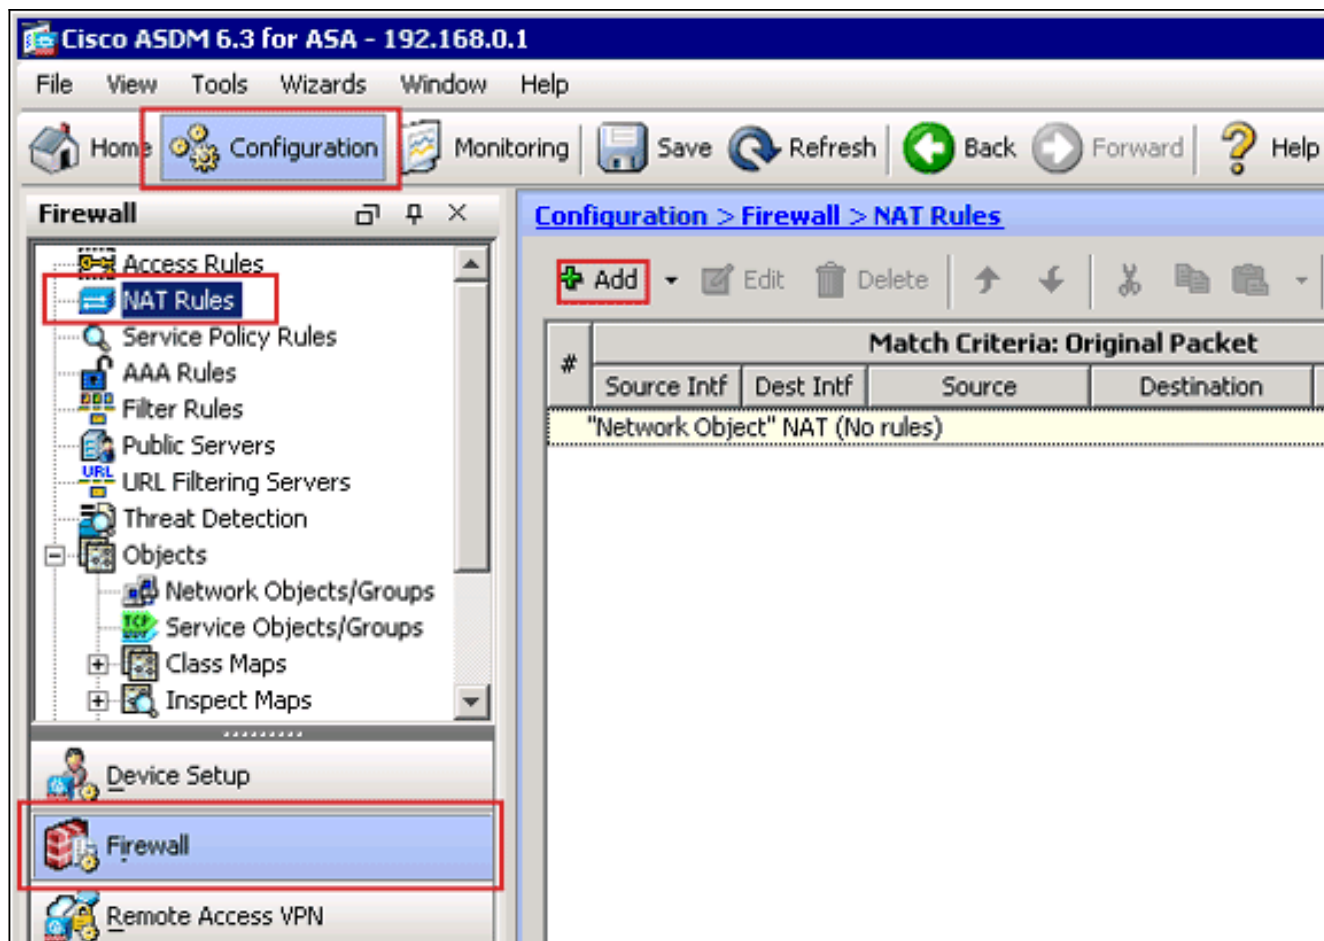 Cisco ASDM 6.3 for ASA - 192.168.0.1
File View Tools Wizards Window Help
Home Configuration Monitoring Save Refresh Back Forward Help
Firewall
Access Rules
NAT Rules
Service Policy Rules
AAA Rules
Filter Rules
Public Servers
URL
URL Filtering Servers
Threat Detection
Objects
Network Objects/Groups
TCP
Service Objects/Groups
Class Maps
Inspect Maps
Device Setup
Firewall
Remote Access VPN
Configuration > Firewall > NAT Rules
Add Edit Delete
# Match Criteria: Original Packet
Source Intf Dest Intf Source Destination
"Network Object" NAT (No rules)